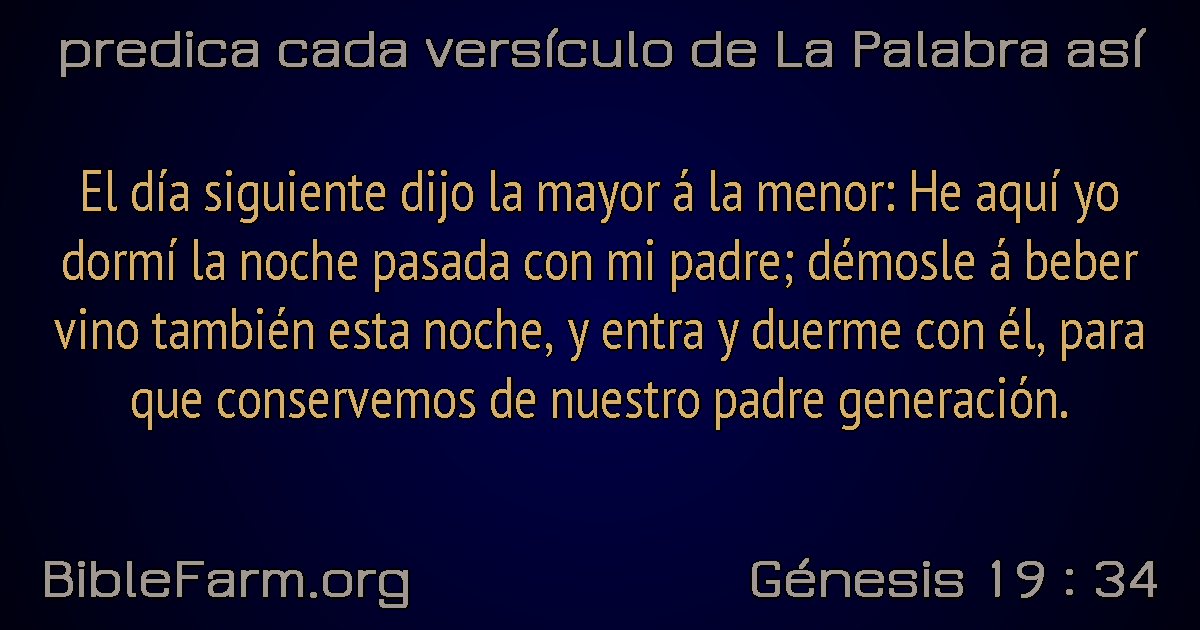 predica cada versículo de La Palabra así
El día siguiente dijo la mayor á la menor: He aquí yo
dormí la noche pasada con mi padre; démosle á beber
vino también esta noche, y entra y duerme con él, para
que conservemos de nuestro padre generación.
BibleFarm.org
Génesis 19 : 34